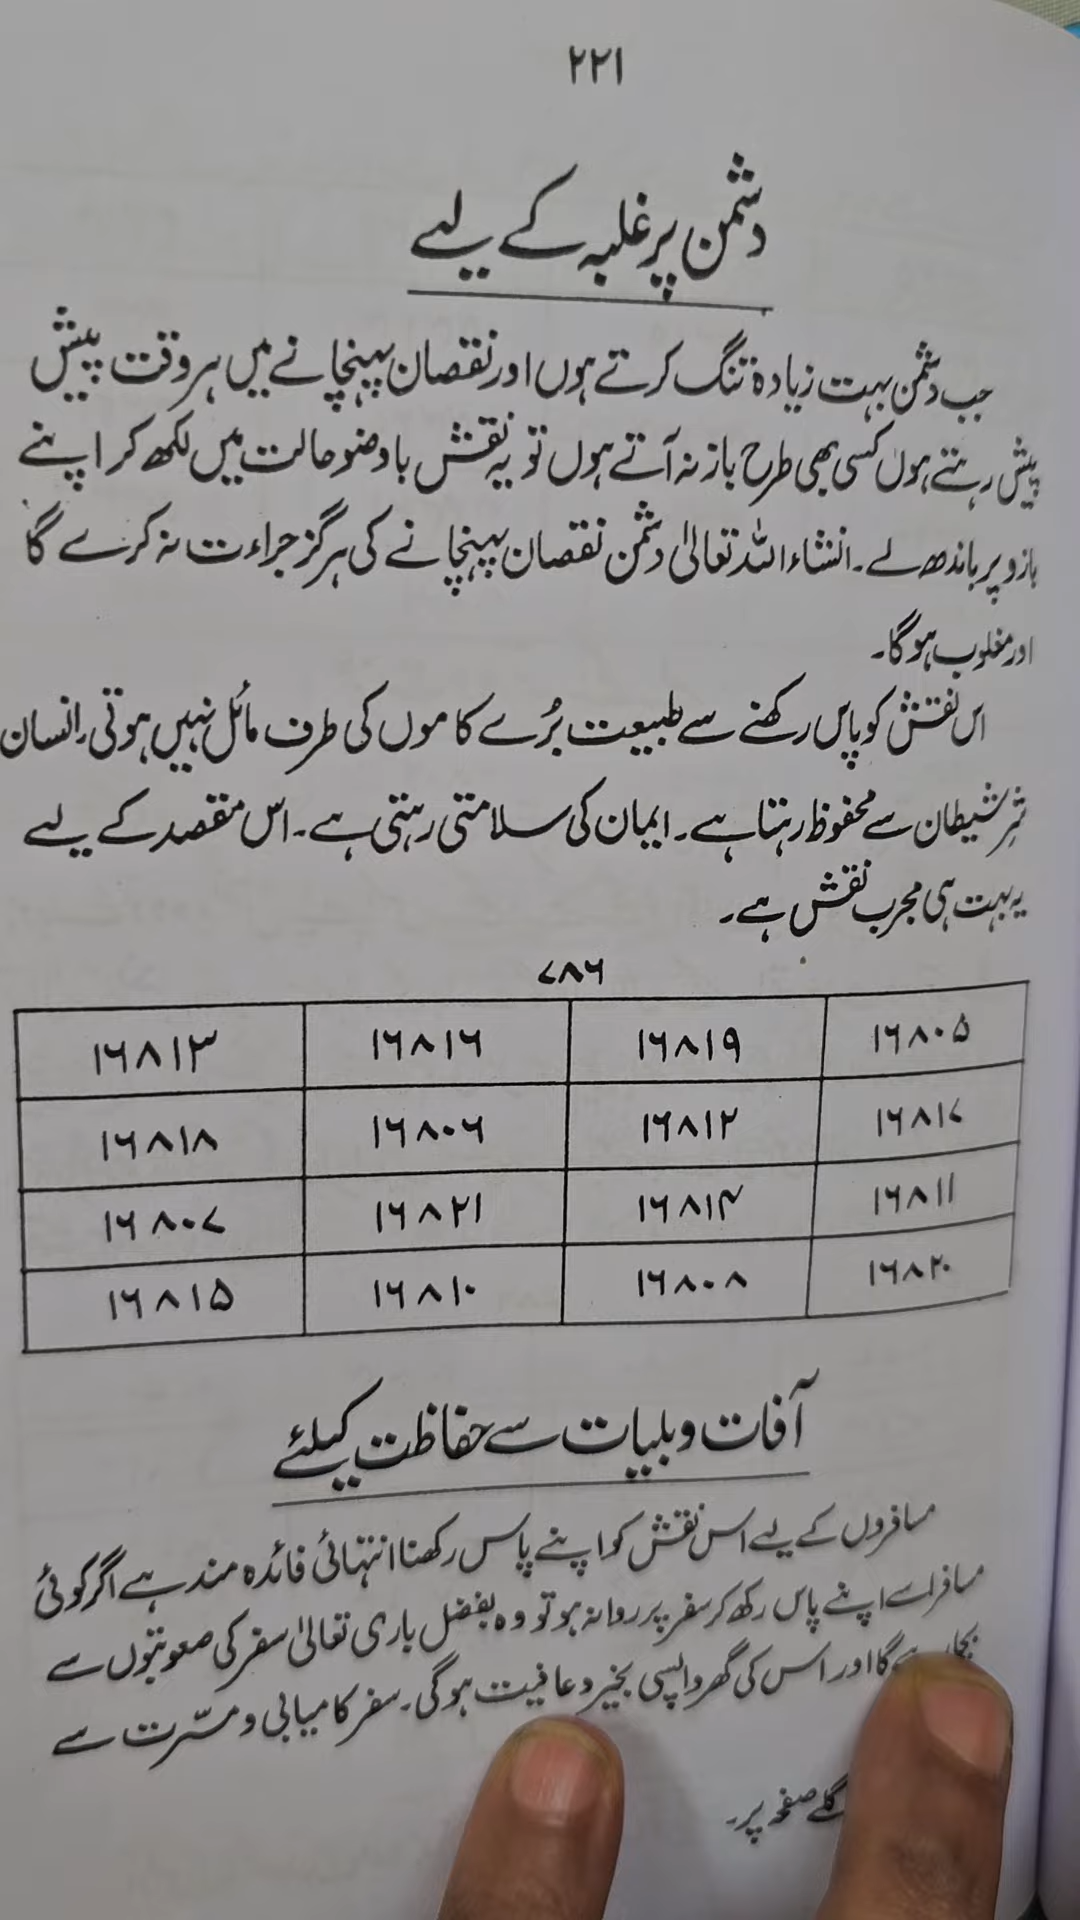 ۲۲۱
دشمن پر غلبہ کے لیے
جب دشمن بہت زیادہ تنگ کرتے ہوں اور نقصان پہنچانے میں ہر وقت پیش
پیش رہتے ہوں کسی بھی طرح باز نہ آتے ہوں تو یہ نقش باوضو حالت میں لکھ کر اپنے
بازو پر باندھ لے۔ انشاء اللہ تعالیٰ دشمن نقصان پہنچانے کی ہرگز جراءت نہ کرے گا
اور مغلوب ہوگا۔
اس نقش کو پاس رکھنے سے طبیعت بُرے کاموں کی طرف مائل نہیں ہوتی۔ انسان
شرِ شیطان سے محفوظ رہتا ہے۔ ایمان کی سلامتی رہتی ہے۔ اس مقصد کے لیے
یہ بہت ہی مجرب نقش ہے۔
۷۸۶
۱۶۸۰۵ ۱۶۸۱۹ ۱۶۸۱۶ ۱۶۸۱۳
۱۶۸۱۷ ۱۶۸۱۲ ۱۶۸۰۶ ۱۶۸۱۸
۱۶۸۱۱ ۱۶۸۱۴ ۱۶۸۲۱ ۱۶۸۰۷
۱۶۸۲۰ ۱۶۸۰۸ ۱۶۸۱۰ ۱۶۸۱۵
آفات و بلیات سے حفاظت کیلئے
مسافروں کے لیے اس نقش کو اپنے پاس رکھنا انتہائی فائدہ مند ہے اگر کوئی
مسافر اسے اپنے پاس رکھ کر سفر پر روانہ ہو تو وہ بفضل باری تعالیٰ سفر کی صعوبتوں سے
گا اور اس کی گھر واپسی بخیر و عافیت ہوگی۔ سفر کامیابی و مسّرت سے
صفحہ پر۔